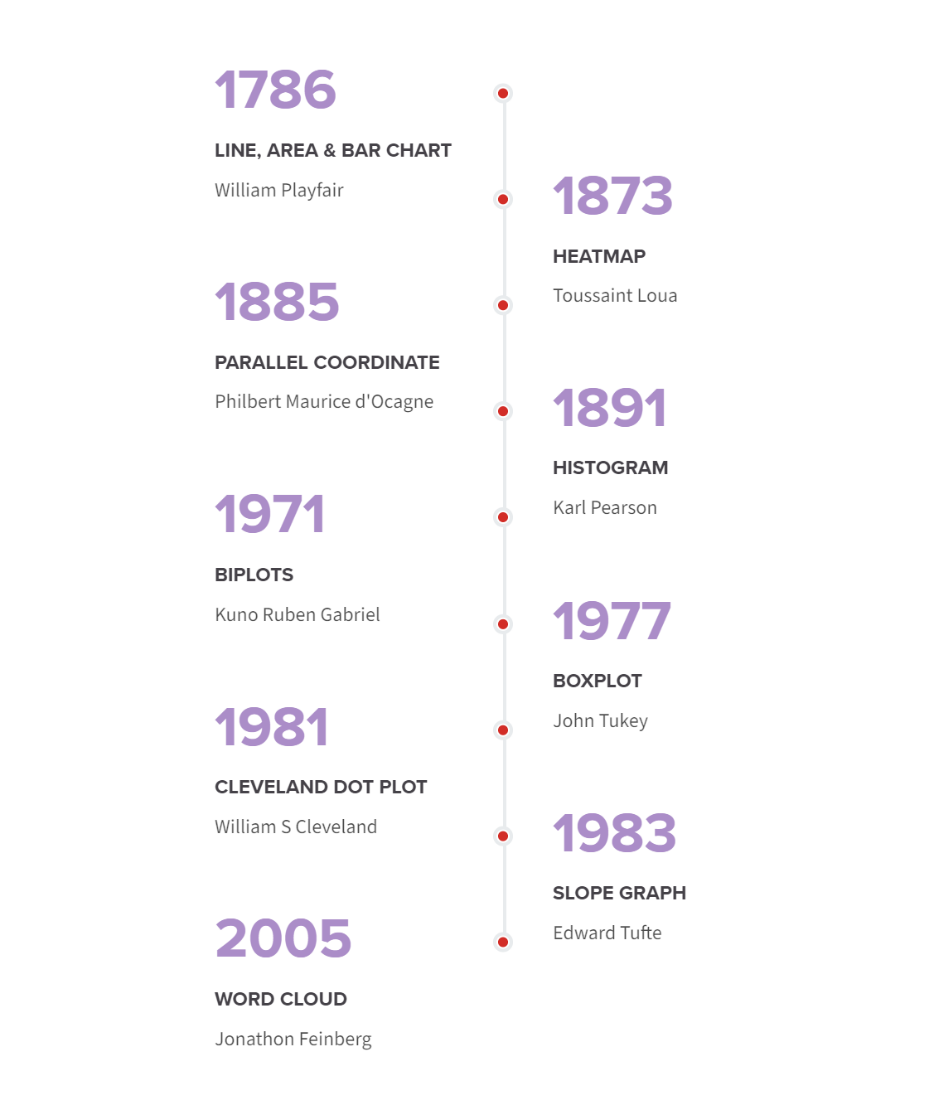 1786
LINE, AREA & BAR CHART
William Playfair
1873
HEATMAP
Toussaint Loua
1885
PARALLEL COORDINATE
Philbert Maurice d'Ocagne
1891
HISTOGRAM
Karl Pearson
1971
BIPLOTS
Kuno Ruben Gabriel
1977
BOXPLOT
John Tukey
1981
CLEVELAND DOT PLOT
William S Cleveland
1983
SLOPE GRAPH
Edward Tufte
2005
WORD CLOUD
Jonathon Feinberg